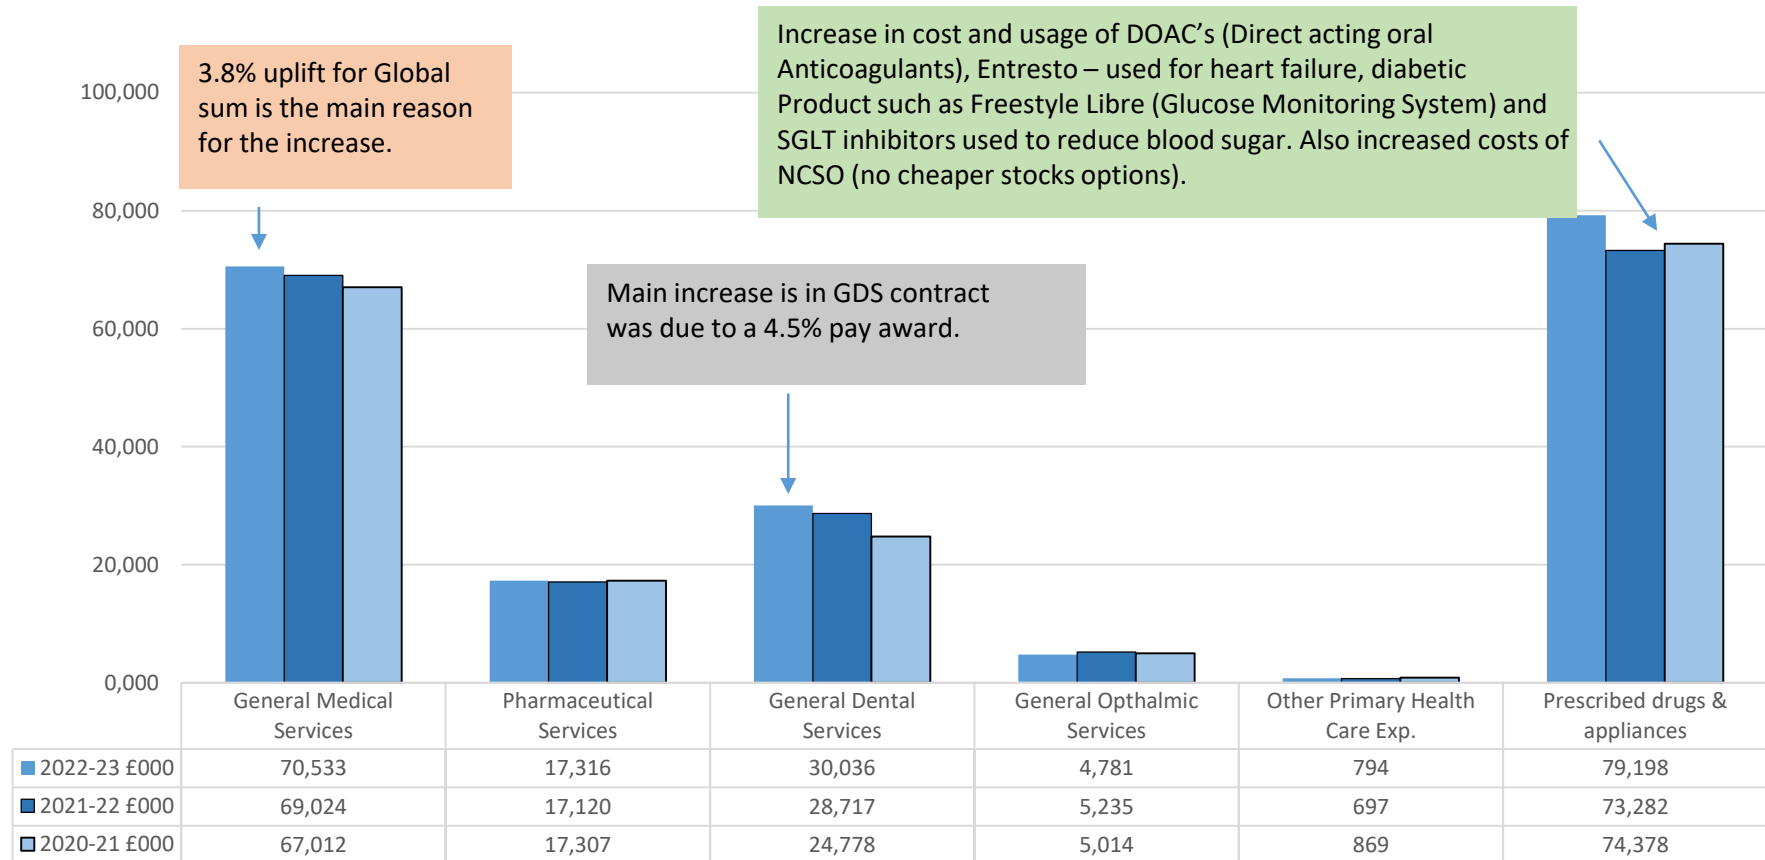 Increase in cost and usage of DOAC’s (Direct acting oral
Anticoagulants), Entresto – used for heart failure, diabetic
Product such as Freestyle Libre (Glucose Monitoring System) and
SGLT inhibitors used to reduce blood sugar. Also increased costs of
NCSO (no cheaper stocks options).
3.8% uplift for Global
sum is the main reason
for the increase.
Main increase is in GDS contract
was due to a 4.5% pay award.
100,000
80,000
60,000
40,000
20,000
0,000
General Medical
Services
Pharmaceutical
Services
General Dental
Services
General Opthalmic
Services
Other Primary Health
Care Exp.
Prescribed drugs &
appliances
2022-23 £000 70,533 17,316 30,036 4,781 794 79,198
2021-22 £000 69,024 17,120 28,717 5,235 697 73,282
2020-21 £000 67,012 17,307 24,778 5,014 869 74,378